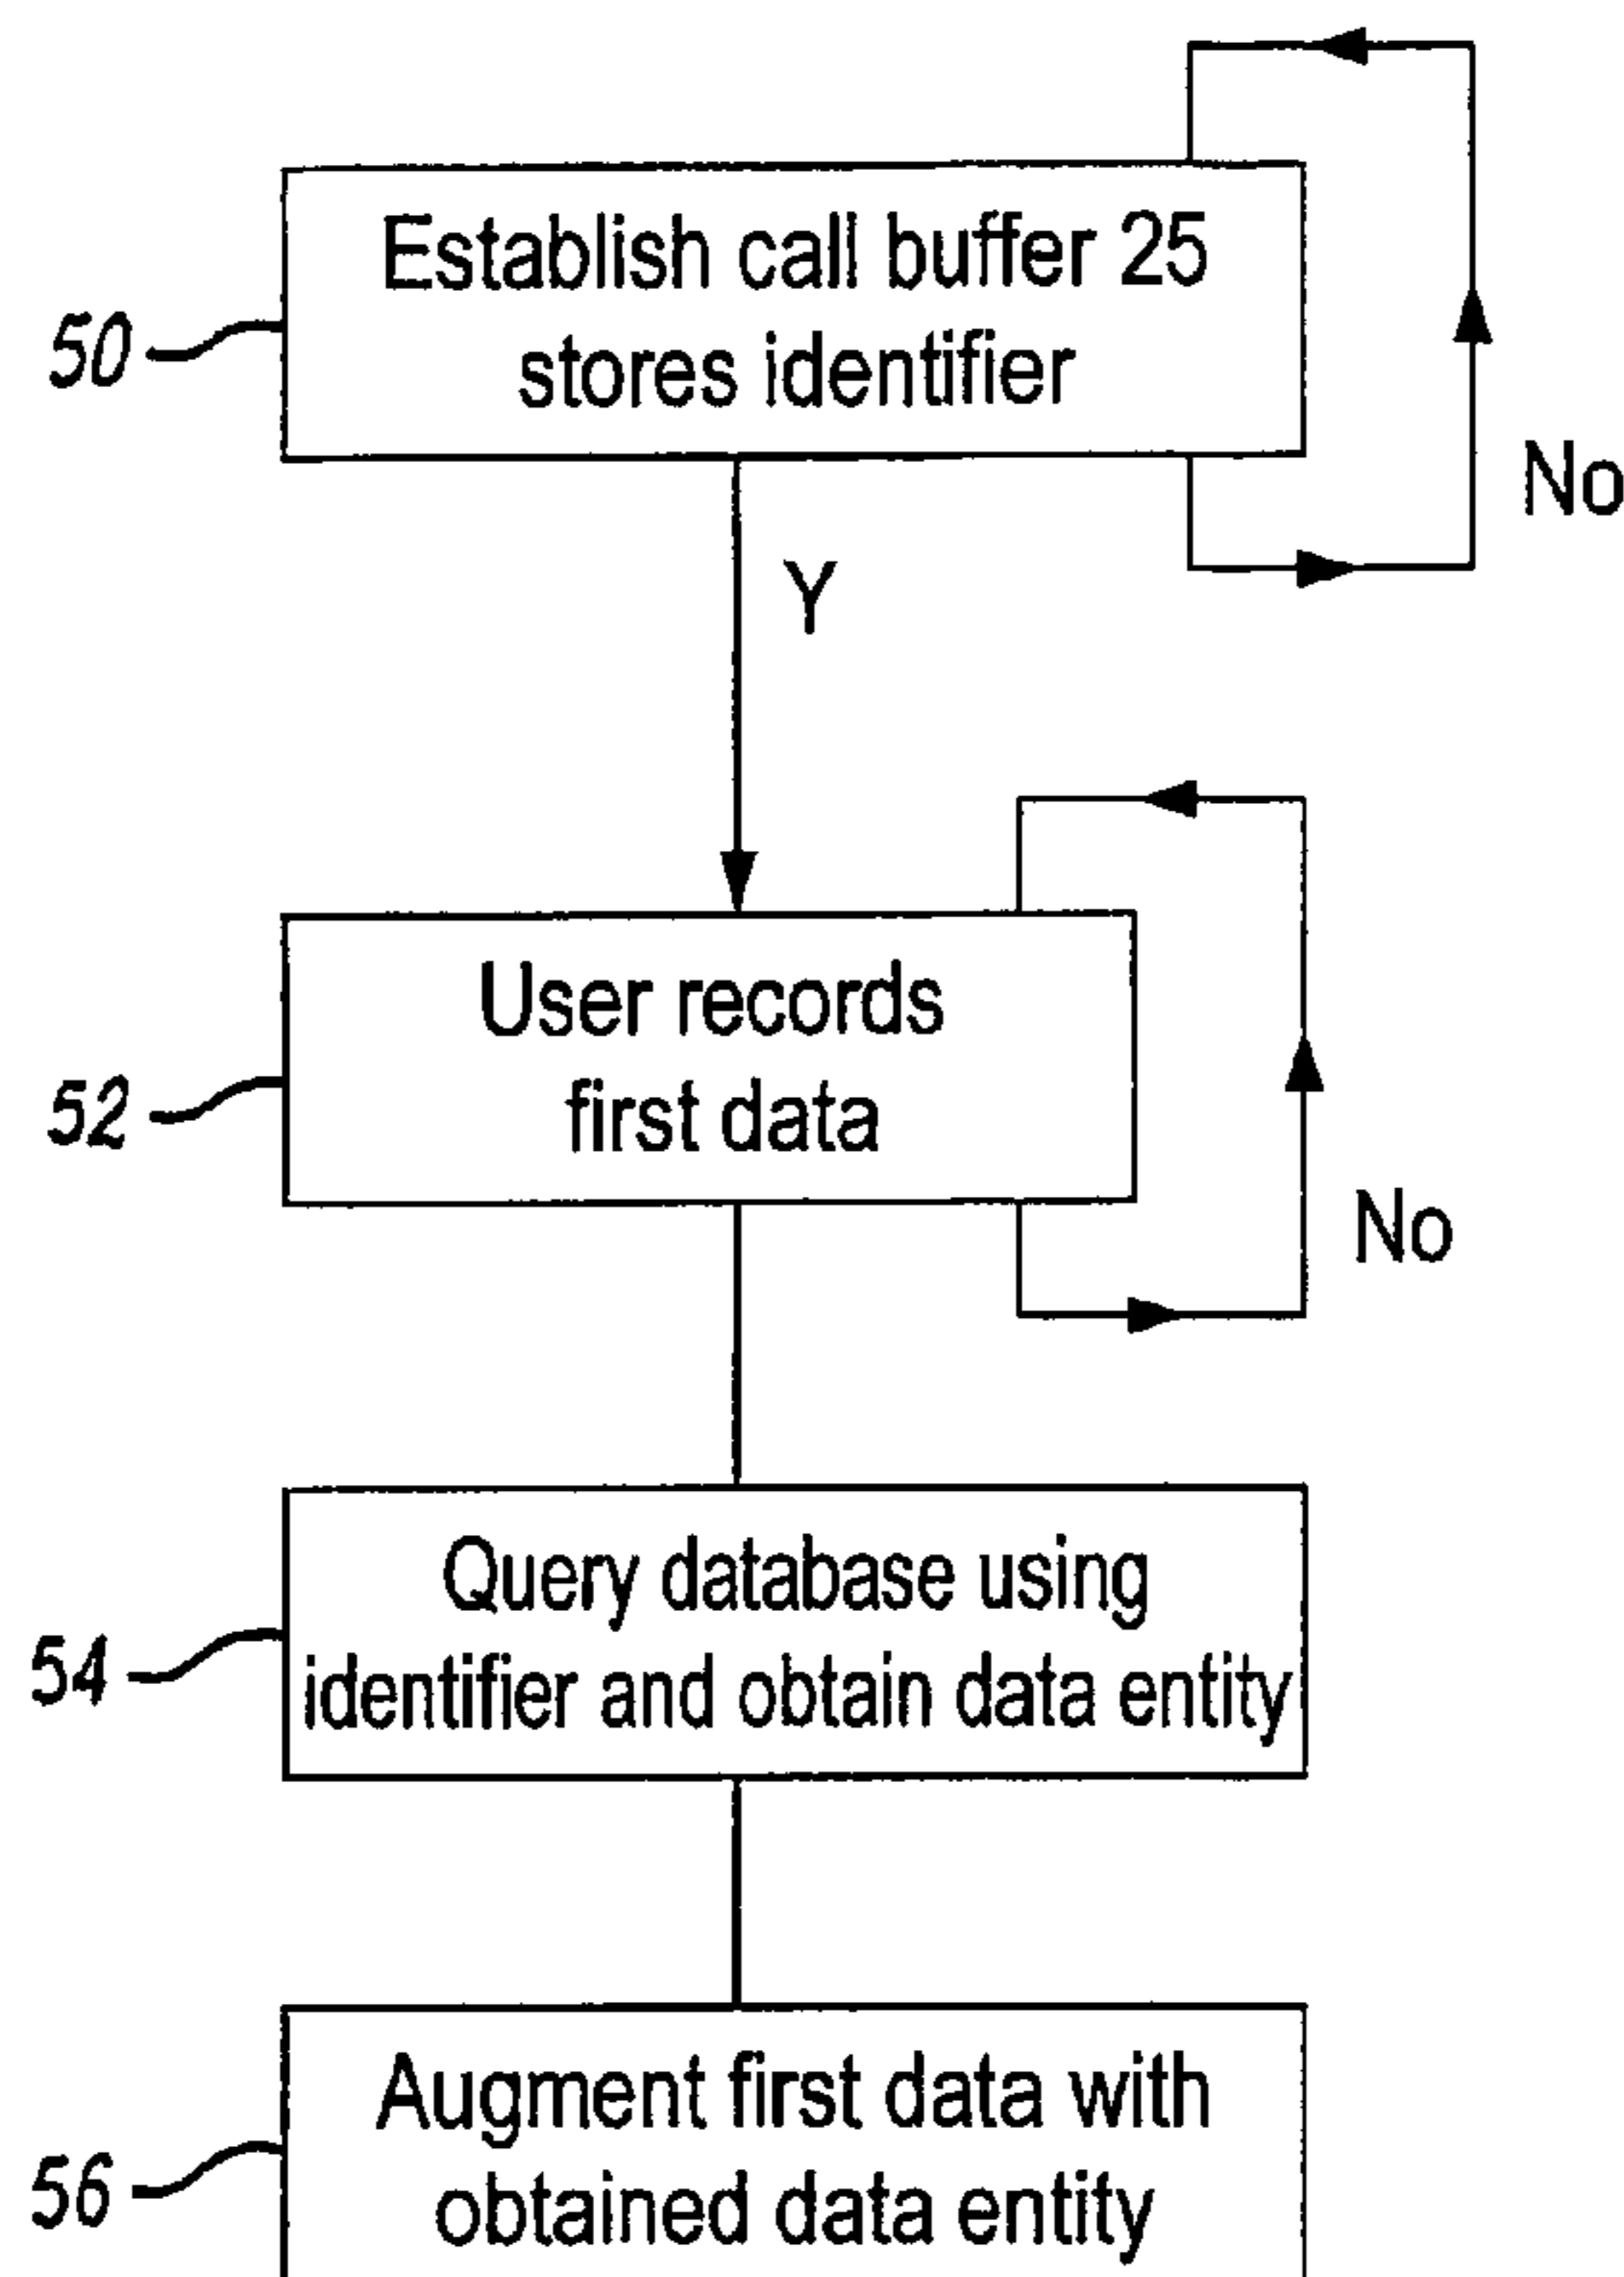 Establish call buffer 25
stores identifier
50
No
Y
User records
first data
52
No
Query database using
identifier and obtain data entity
54
Augment first data with
obtained data entity
56